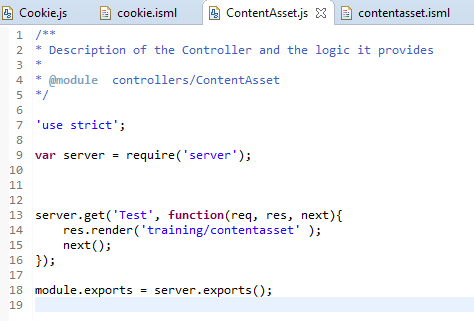 Cookie.js cookie.isml ContentAsset.js contentasset.isml
1 /**
2 * Description of the Controller and the logic it provides
3 *
4 * @module  controllers/ContentAsset
5 */
6
7 'use strict';
8
9 var server = require('server');
10
11
12
13 server.get('Test', function(req, res, next){
14     res.render('training/contentasset' );
15     next();
16 });
17
18 module.exports = server.exports();
19